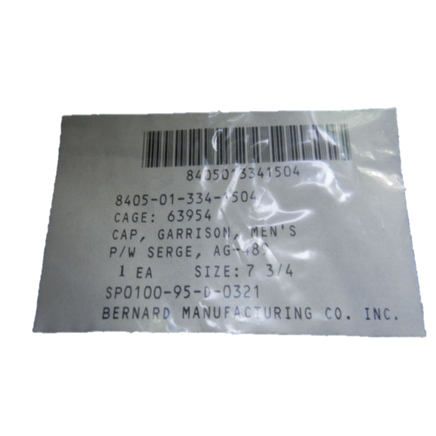 8405013341504
8405-01-334-1504
CAGE: 63954
CAP, GARRISON, MEN'S
P/W SERGE, AG-489
1 EA SIZE: 7 3/4
SP0100-95-D-0321
BERNARD MANUFACTURING CO. INC.